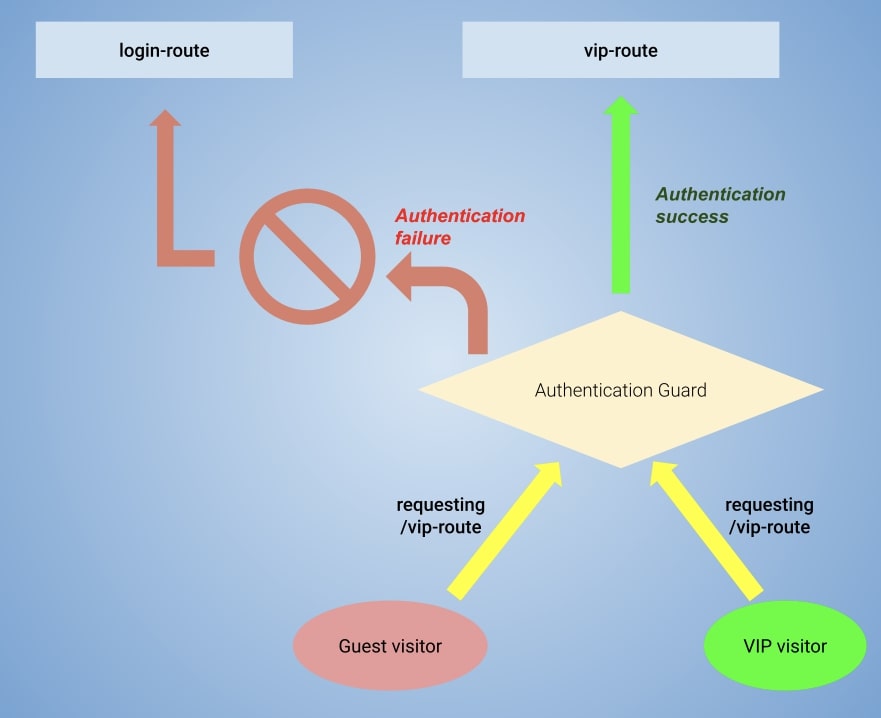 login-route
vip-route
Authentication
failure
Authentication
success
Authentication Guard
requesting
/vip-route
requesting
/vip-route
Guest visitor
VIP visitor